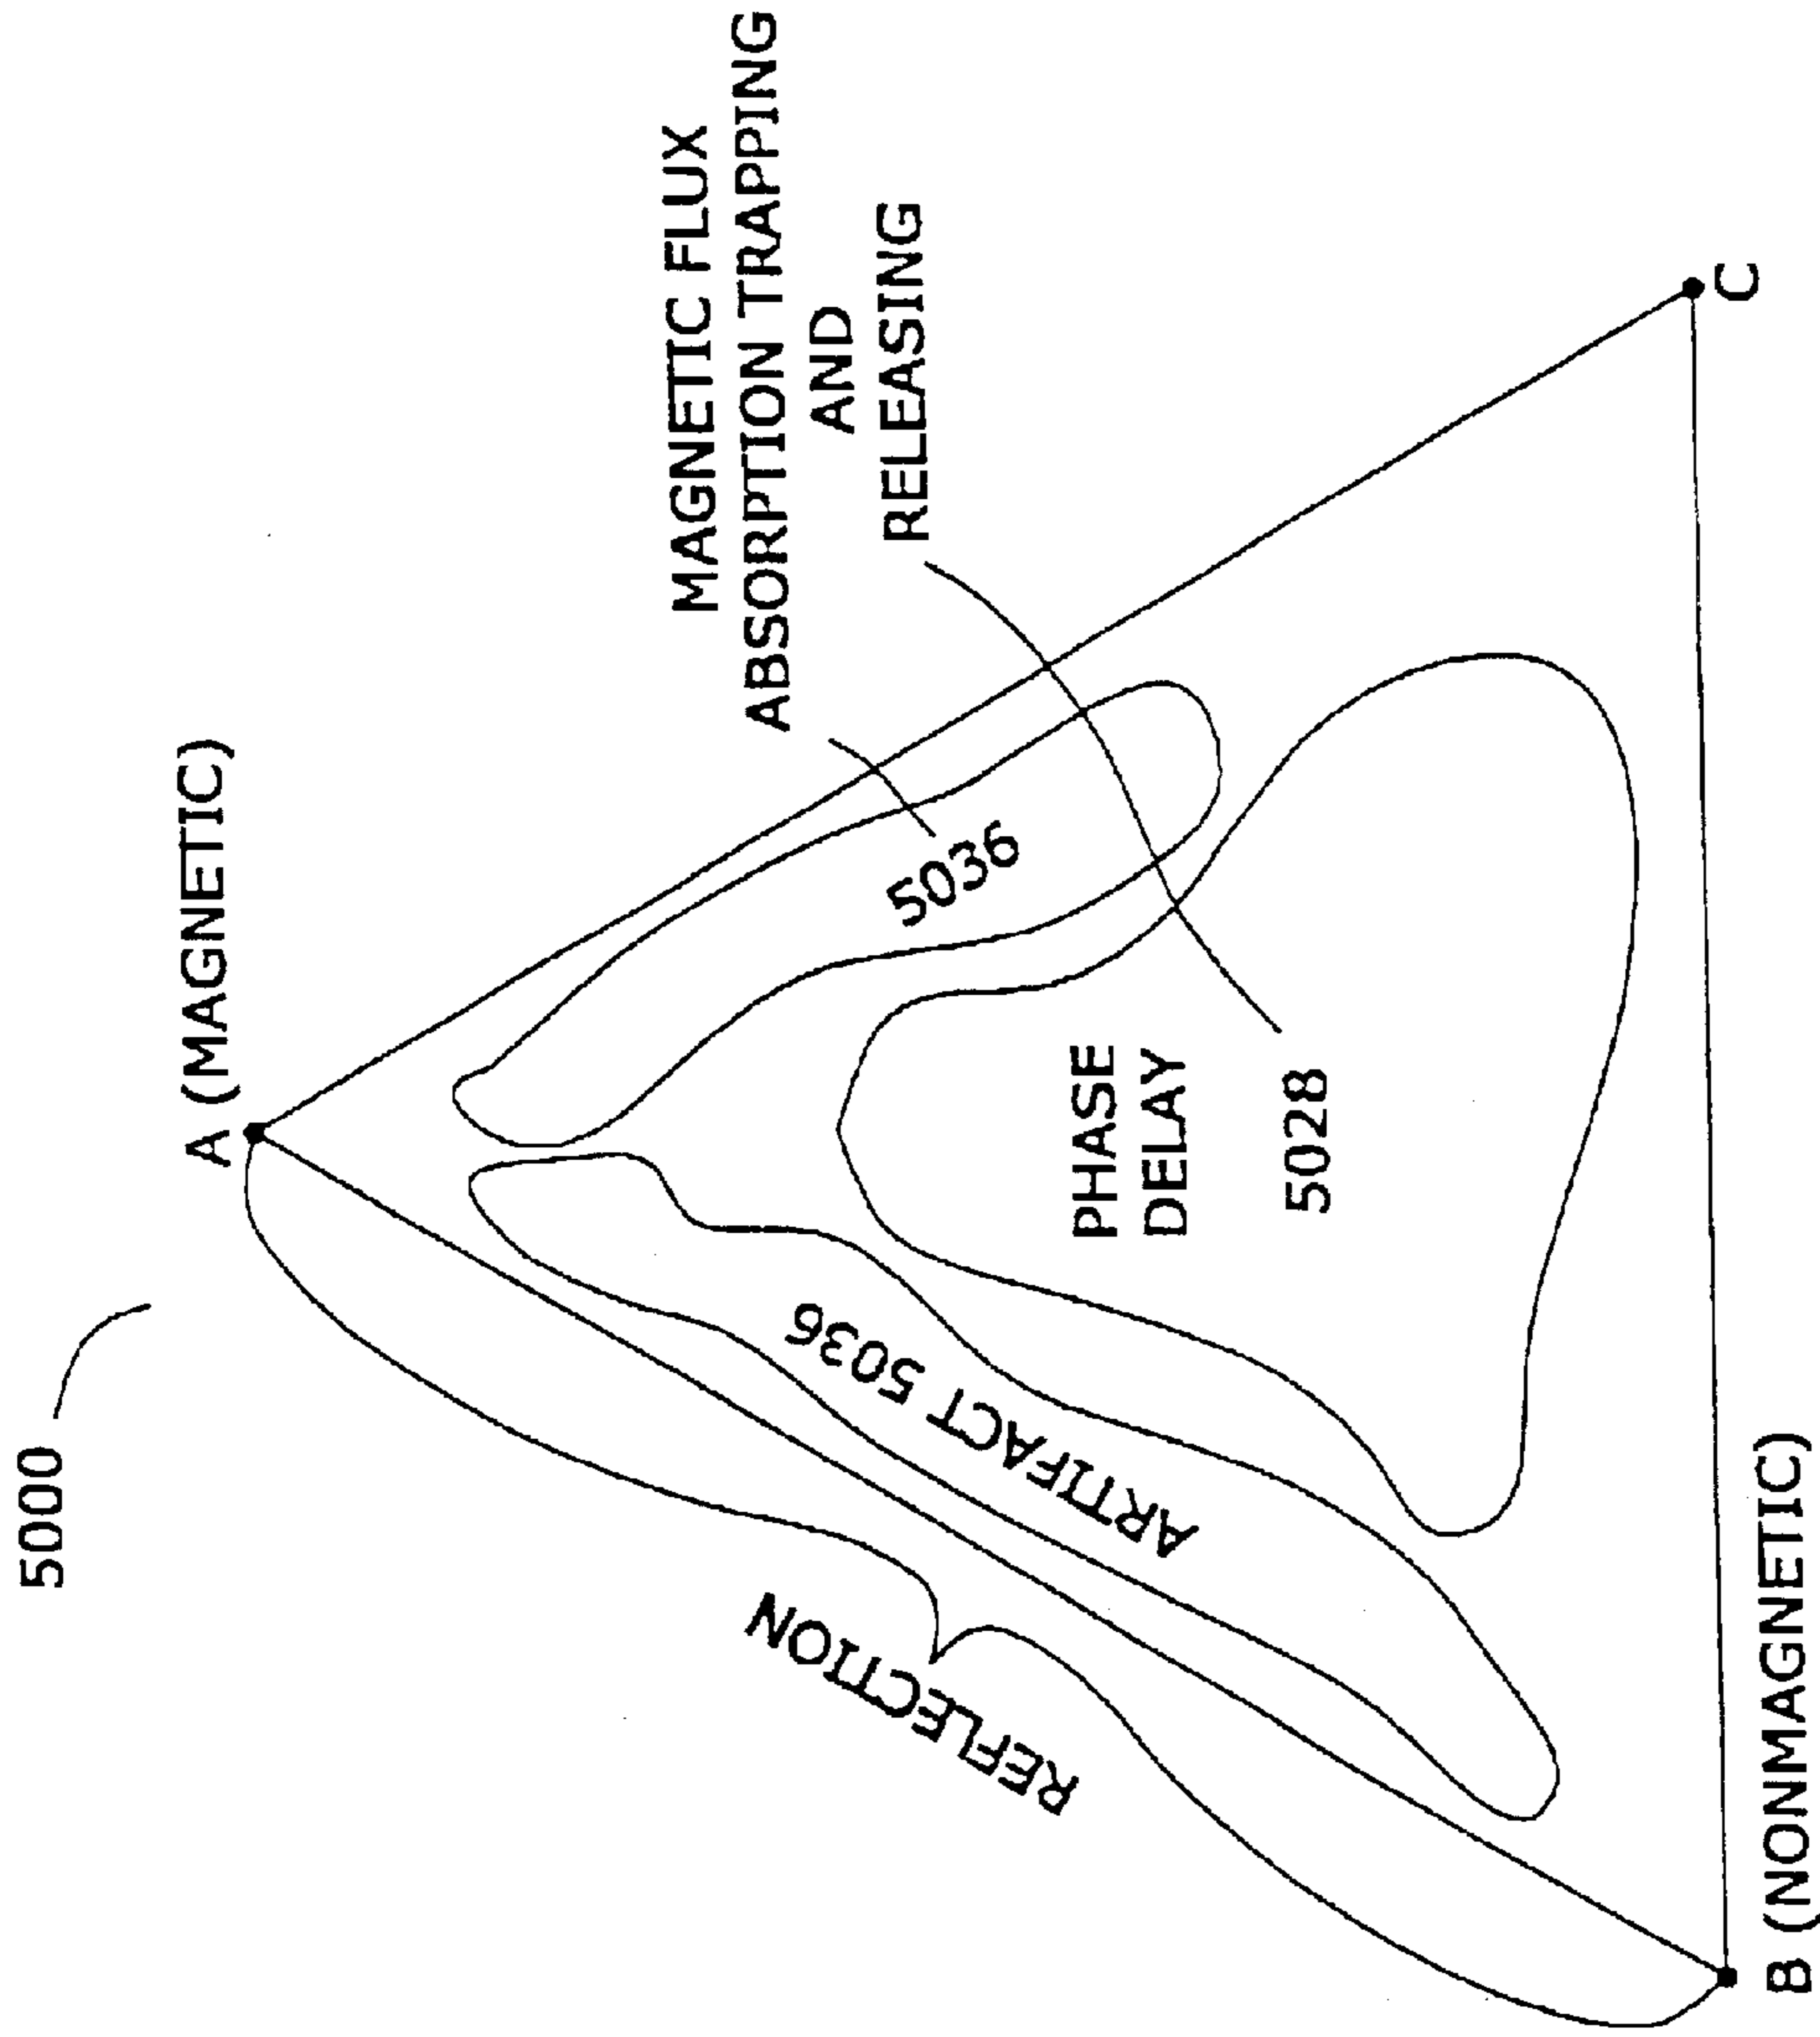 5000
A (MAGNETIC)
MAGNETIC FLUX
ABSORPTION TRAPPING
AND
RELEASING
REFLECTION
ARTIFACT 5036
5036
PHASE
DELAY
5028
B (NONMAGNETIC)
C